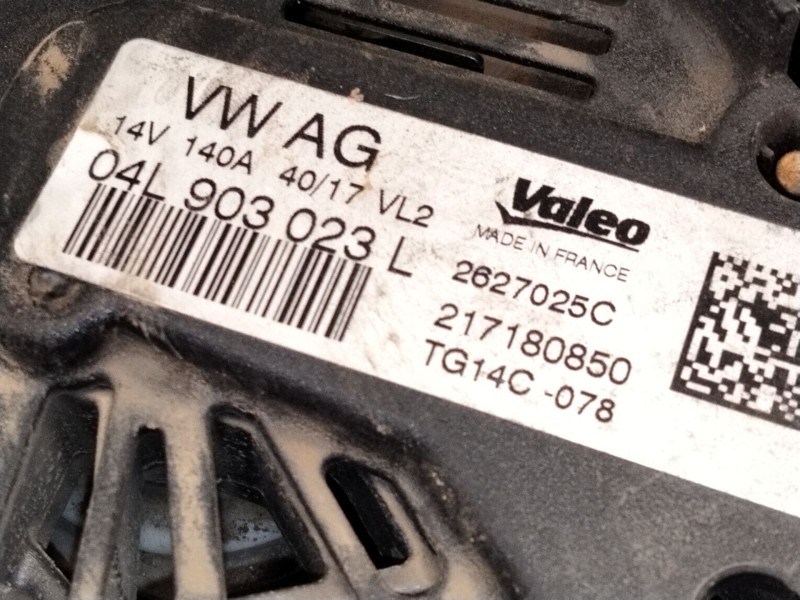 VW AG
14V 140A 40/17 VL2
04L 903 023 L
Valeo
MADE IN FRANCE
2627025C
217180850
TG14C -078